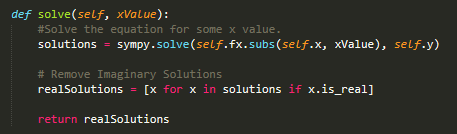 def solve(self, xValue):
#Solve the equation for some x value.
solutions = sympy.solve(self.fx.subs(self.x, xValue), self.y)
# Remove Imaginary Solutions
realSolutions = [x for x in solutions if x.is_real]
return realSolutions